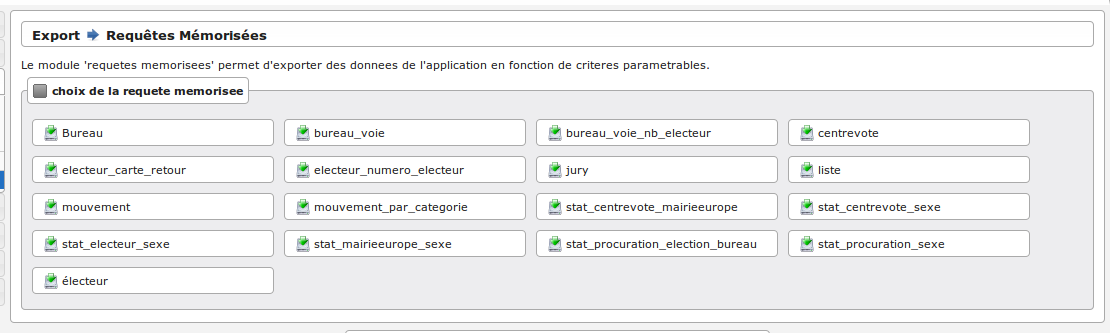 Export Requêtes Mémorisées
Le module 'requetes memorisees' permet d'exporter des donnees de l'application en fonction de criteres parametrables.
choix de la requete memorisee
Bureau bureau_voie bureau_voie_nb_electeur centrevote
electeur_carte_retour electeur_numero_electeur jury liste
mouvement mouvement_par_categorie stat_centrevote_mairieeurope stat_centrevote_sexe
stat_electeur_sexe stat_mairieeurope_sexe stat_procuration_election_bureau stat_procuration_sexe
électeur